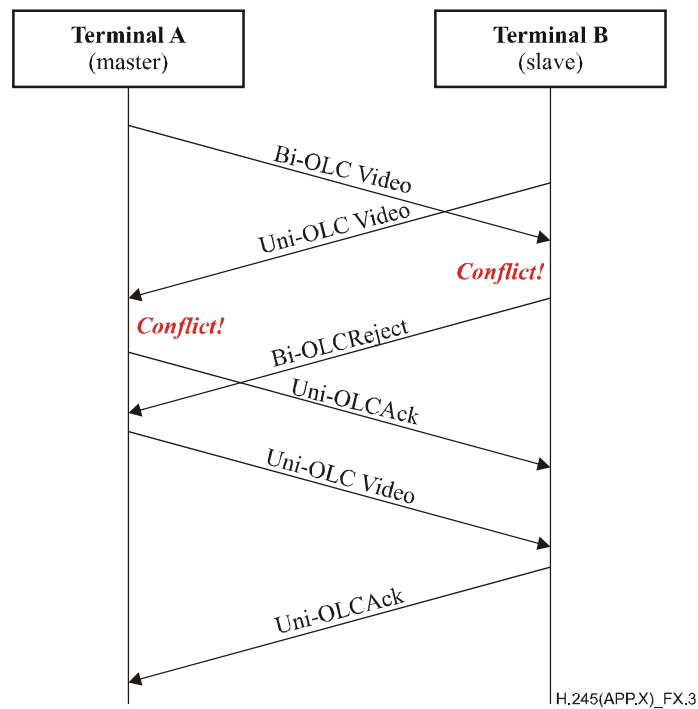 Terminal A
(master)
Terminal B
(slave)
Bi-OLC Video
Uni-OLC Video
Conflict!
Conflict!
Bi-OLCReject
Uni-OLCAck
Uni-OLC Video
Uni-OLCAck
H.245(APP.X)_FX.3